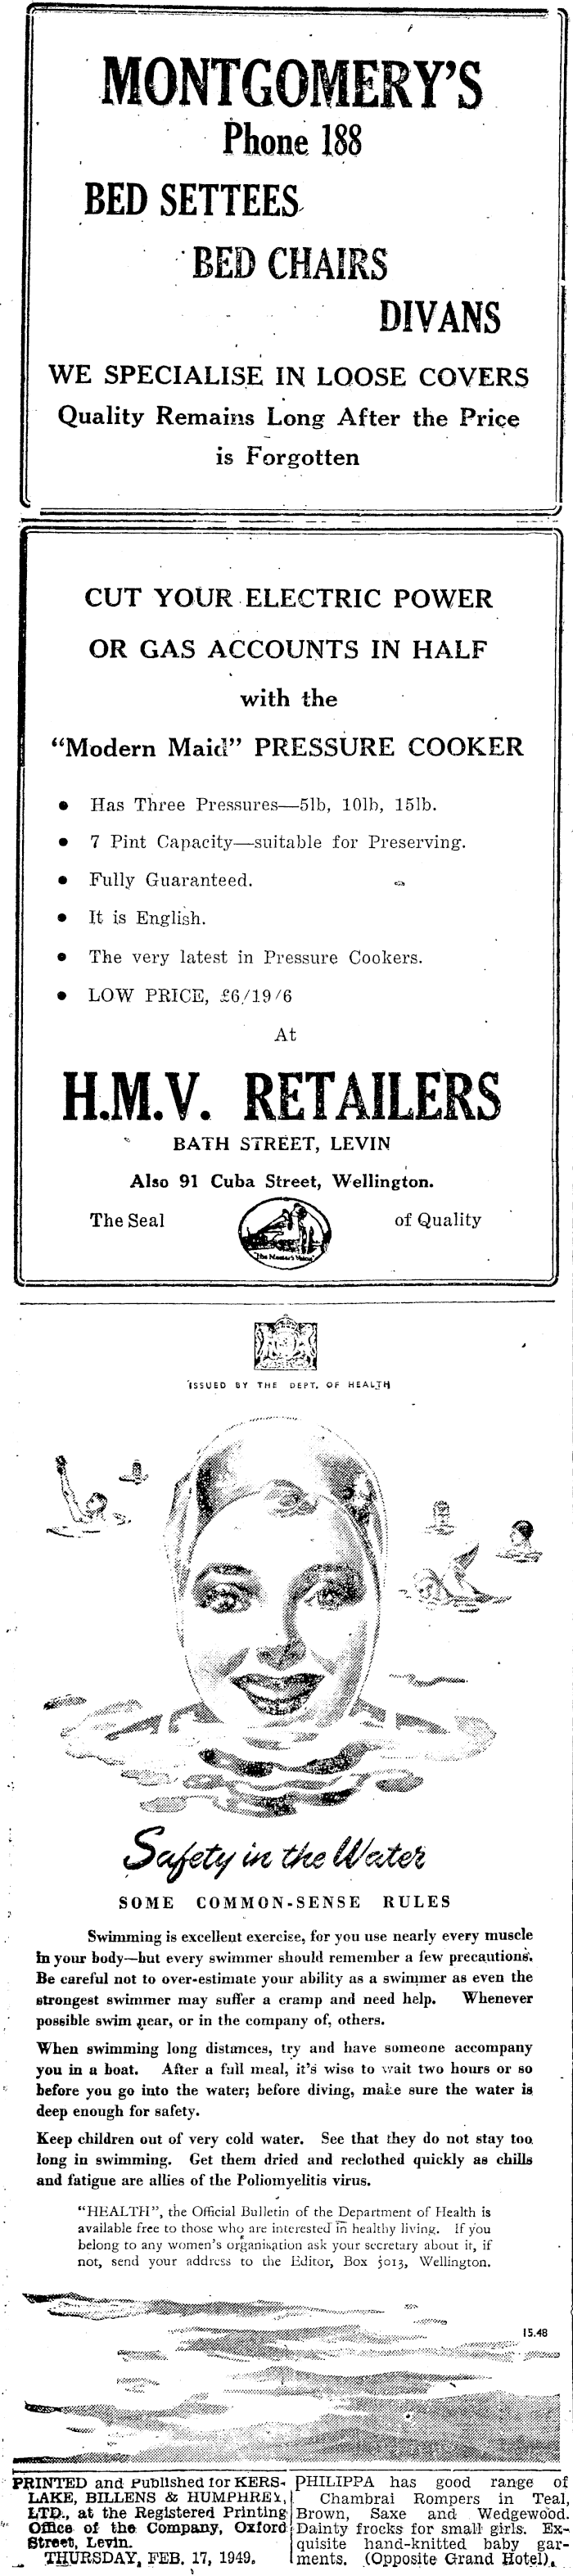 MONTGOMERY'S
Phone 188
BED SETTEES
BED CHAIRS
DIVANS
WE SPECIALISE IN LOOSE COVERS
Quality Remains Long After the Price
is Forgotten
CUT YOUR ELECTRIC POWER
OR GAS ACCOUNTS IN HALF
with the
"Modern Maid" PRESSURE COOKER
• Has Three Pressures—5lb, 10lb, 15lb.
• 7 Pint Capacity—suitable for Preserving.
• Fully Guaranteed.
• It is English.
• The very latest in Pressure Cookers.
• LOW PRICE, £6/19/6
At
H.M.V. RETAILERS
BATH STREET, LEVIN
Also 91 Cuba Street, Wellington.
The Seal of Quality
"His Master's Voice"
ISSUED BY THE DEPT. OF HEALTH
Safety in the Water
SOME COMMON-SENSE RULES
Swimming is excellent exercise, for you use nearly every muscle
in your body—but every swimmer should remember a few precautions.
Be careful not to over-estimate your ability as a swimmer as even the
strongest swimmer may suffer a cramp and need help. Whenever
possible swim near, or in the company of, others.
When swimming long distances, try and have someone accompany
you in a boat. After a full meal, it's wise to wait two hours or so
before you go into the water; before diving, make sure the water is
deep enough for safety.
Keep children out of very cold water. See that they do not stay too
long in swimming. Get them dried and reclothed quickly as chills
and fatigue are allies of the Poliomyelitis virus.
"HEALTH", the Official Bulletin of the Department of Health is
available free to those who are interested in healthy living. If you
belong to any women's organisation ask your secretary about it, if
not, send your address to the Editor, Box 5013, Wellington.
15.48
PRINTED and Published for KERS-
LAKE, BILLENS & HUMPHREY,
LTD., at the Registered Printing
Office of the Company, Oxford
Street, Levin.
THURSDAY, FEB. 17, 1949.
PHILIPPA has good range of
Chambrai Rompers in Teal,
Brown, Saxe and Wedgewood.
Dainty frocks for small girls. Ex-
quisite hand-knitted baby gar-
ments. (Opposite Grand Hotel).